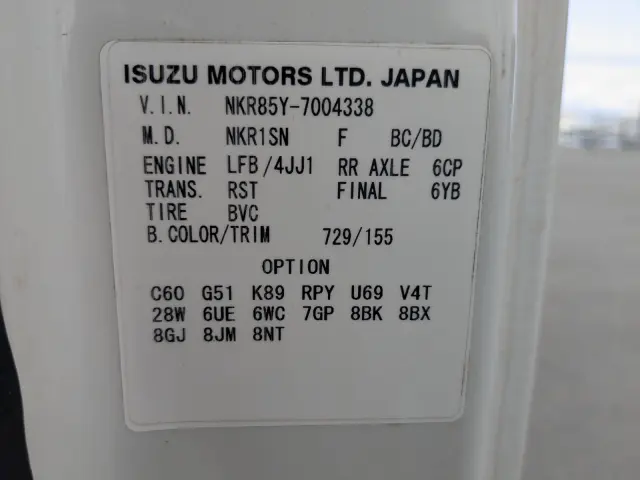 ISUZU MOTORS LTD. JAPAN
V.I.N. NKR85Y-7004338
M.D. NKR1SN F BC/BD
ENGINE LFB/4JJ1 RR AXLE 6CP
TRANS. RST FINAL 6YB
TIRE BVC
B.COLOR/TRIM 729/155
OPTION
C60 G51 K89 RPY U69 V4T
28W 6UE 6WC 7GP 8BK 8BX
8GJ 8JM 8NT